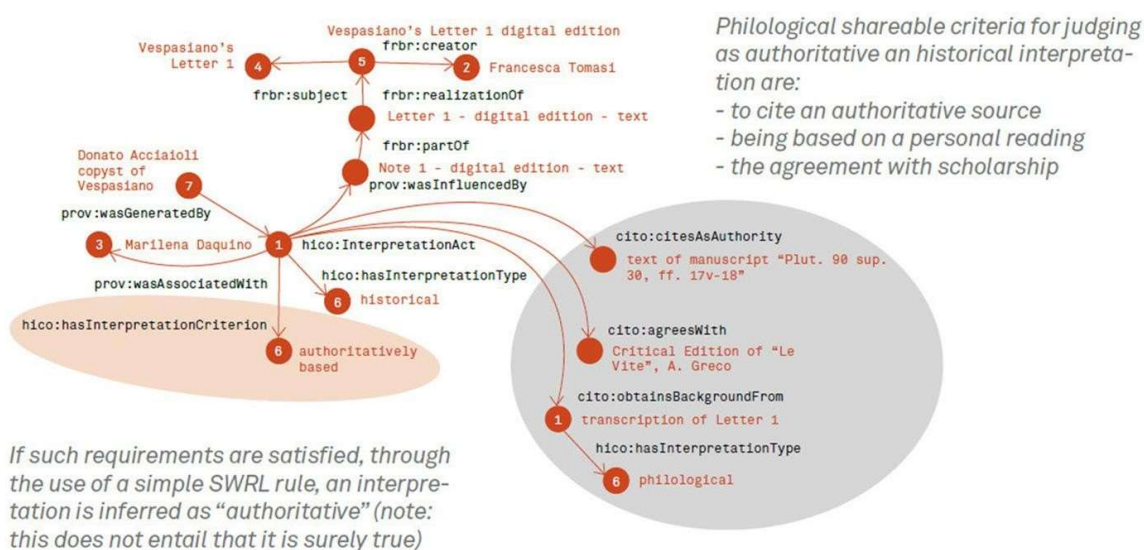 Vespasiano's Letter 1 digital edition
frbr:creator
Vespasiano's
Letter 1
4
5
2
Francesca Tomasi
frbr:subject
frbr:realizationOf
Letter 1 - digital edition - text
frbr:partOf
Donato Acciaioli
copyst of
Vespasiano
Note 1 - digital edition - text
7
prov:wasInfluencedBy
prov:wasGeneratedBy
3
Marilena Daquino
1
hico:InterpretationAct
prov:wasAssociatedWith
hico:hasInterpretationType
6
historical
hico:hasInterpretationCriterion
6
authoritatively
based
Philological shareable criteria for judging
as authoritative an historical interpreta-
tion are:
- to cite an authoritative source
- being based on a personal reading
- the agreement with scholarship
cito:citesAsAuthority
text of manuscript "Plut. 90 sup.
30, ff. 17v-18"
cito:agreesWith
Critical Edition of "Le
Vite", A. Greco
cito:obtainsBackgroundFrom
1
transcription of Letter 1
hico:hasInterpretationType
6
philological
If such requirements are satisfied, through
the use of a simple SWRL rule, an interpre-
tation is inferred as "authoritative" (note:
this does not entail that it is surely true)